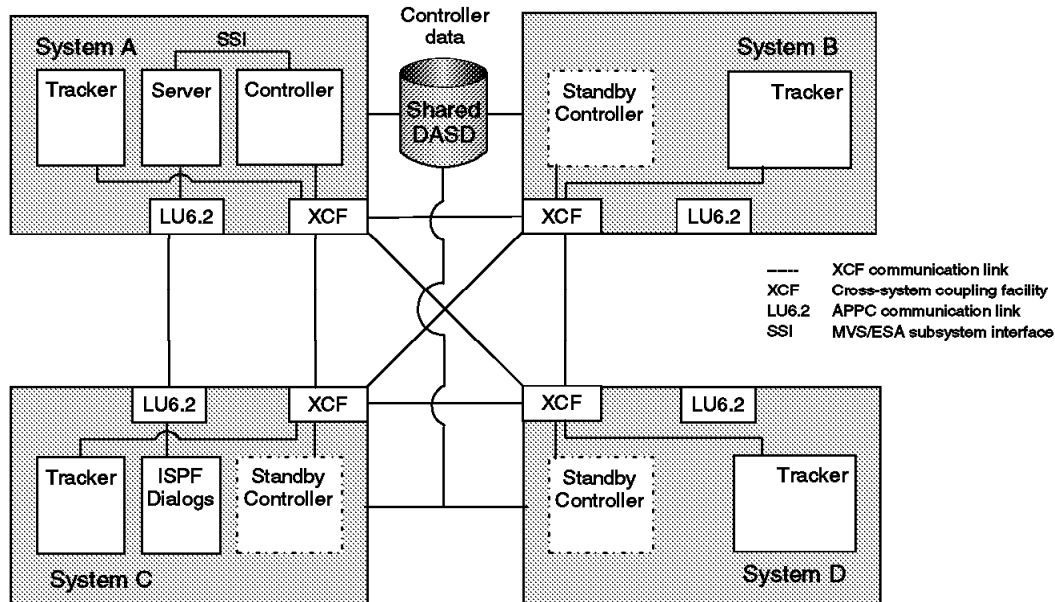 Controller
data
System A
SSI
Tracker
Server
Controller
Shared
DASD
System B
Standby
Controller
Tracker
LU6.2
XCF
XCF
LU6.2
----- XCF communication link
XCF Cross-system coupling facility
LU6.2 APPC communication link
SSI MVS/ESA subsystem interface
LU6.2
XCF
XCF
LU6.2
Tracker
ISPF
Dialogs
Standby
Controller
System C
Standby
Controller
Tracker
System D